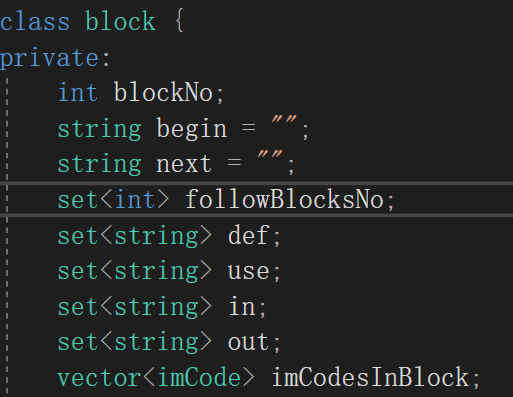 class block {
private:
    int blockNo;
    string begin = "";
    string next = "";
    set<int> followBlocksNo;
    set<string> def;
    set<string> use;
    set<string> in;
    set<string> out;
    vector<imCode> imCodesInBlock;